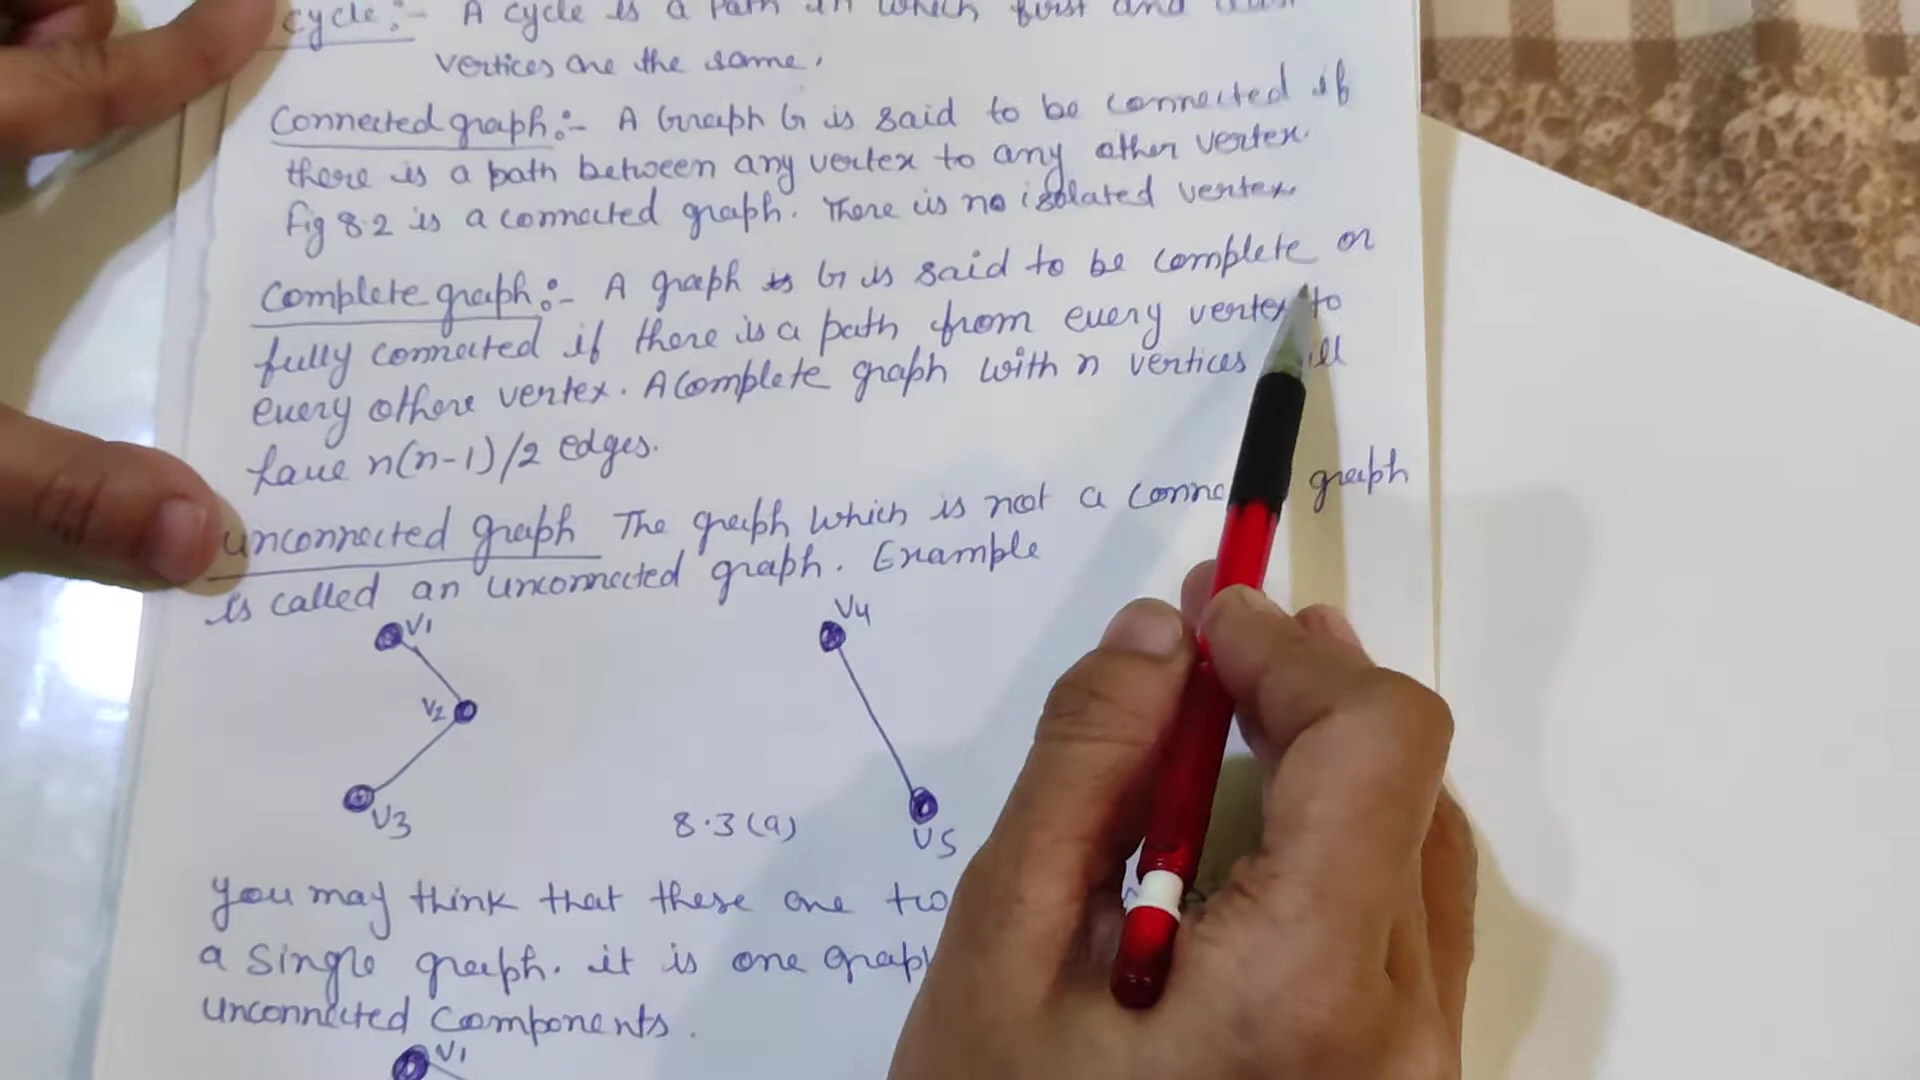 cycle:- A cycle is a path in which first and
vertices are the same.
Connected graph:- A Graph G is said to be connected if
there is a path between any vertex to any other vertex.
Fig 8.2 is a connected graph. There is no isolated vertex.
Complete graph:- A graph is G is said to be complete or
fully connected if there is a path from every vertex to
every othere vertex. A Complete graph with n vertices
have n(n-1)/2 edges.
unconnected graph The graph which is not a graph
is called an unconnected graph. Example
V1
V4
V2
V3
8.3(a)
V5
You may think that these are two
a single graph. it is one
unconnected components.
V1